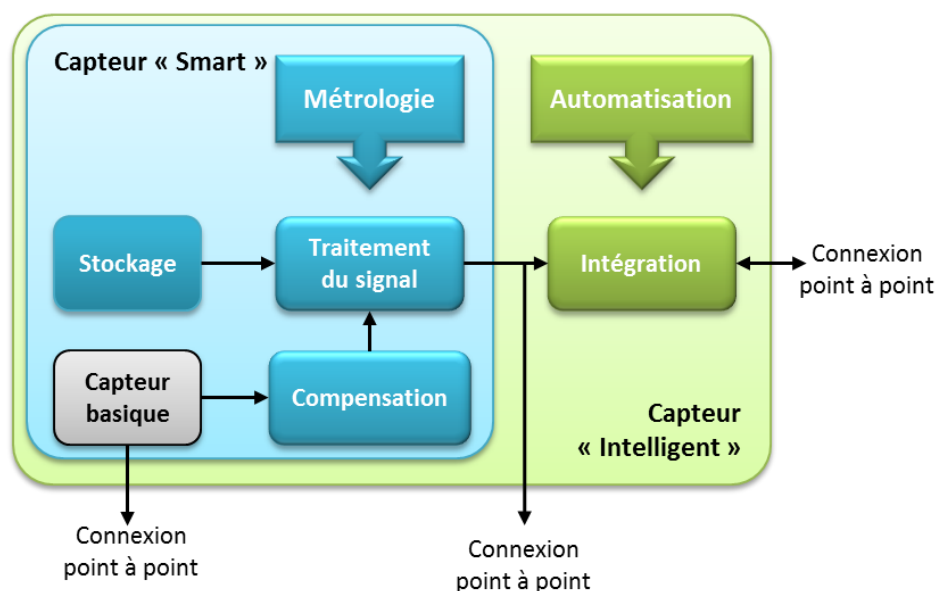 Capteur « Smart »
Métrologie
Automatisation
Stockage
Traitement
du signal
Intégration
Connexion
point à point
Capteur
basique
Compensation
Capteur
« Intelligent »
Connexion
point à point
Connexion
point à point